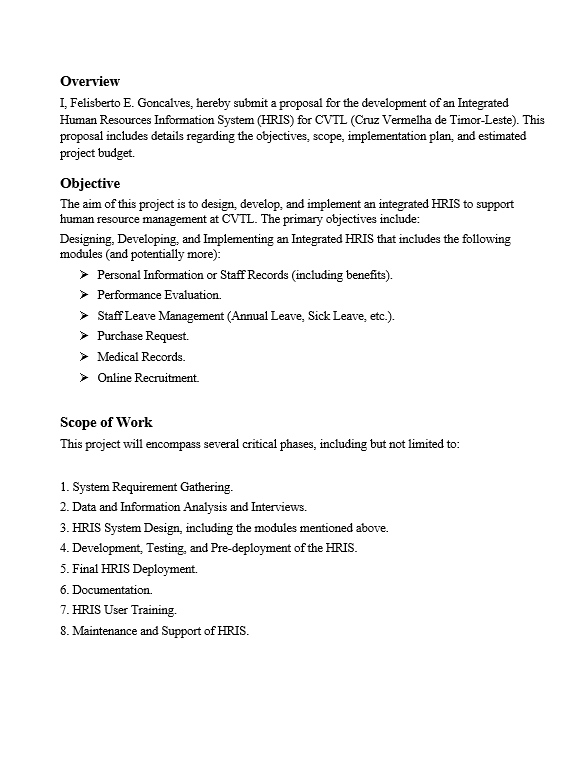 Overview
I, Felisberto E. Goncalves, hereby submit a proposal for the development of an Integrated
Human Resources Information System (HRIS) for CVTL (Cruz Vermelha de Timor-Leste). This
proposal includes details regarding the objectives, scope, implementation plan, and estimated
project budget.
Objective
The aim of this project is to design, develop, and implement an integrated HRIS to support
human resource management at CVTL. The primary objectives include:
Designing, Developing, and Implementing an Integrated HRIS that includes the following
modules (and potentially more):
➢ Personal Information or Staff Records (including benefits).
➢ Performance Evaluation.
➢ Staff Leave Management (Annual Leave, Sick Leave, etc.).
➢ Purchase Request.
➢ Medical Records.
➢ Online Recruitment.
Scope of Work
This project will encompass several critical phases, including but not limited to:
1. System Requirement Gathering.
2. Data and Information Analysis and Interviews.
3. HRIS System Design, including the modules mentioned above.
4. Development, Testing, and Pre-deployment of the HRIS.
5. Final HRIS Deployment.
6. Documentation.
7. HRIS User Training.
8. Maintenance and Support of HRIS.